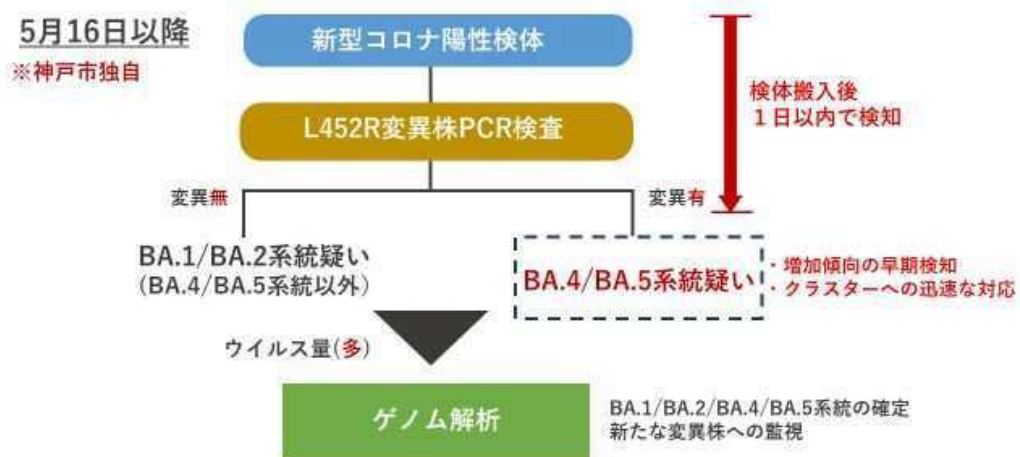 5月16日以降
※神戸市独自
新型コロナ陽性検体
L452R変異株PCR検査
検体搬入後
1日以内で検知
変異無
変異有
BA.1/BA.2系統疑い
(BA.4/BA.5系統以外)
BA.4/BA.5系統疑い
・増加傾向の早期検知
・クラスターへの迅速な対応
ウイルス量(多)
ゲノム解析
BA.1/BA.2/BA.4/BA.5系統の確定
新たな変異株への監視